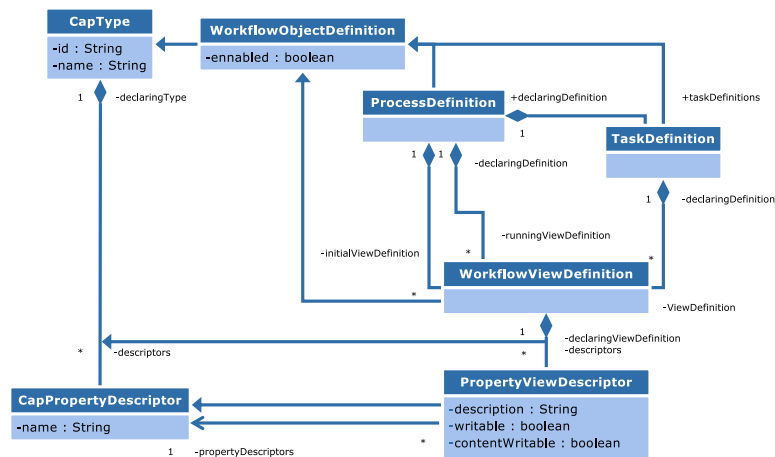 CapType
-id : String
-name : String
WorkflowObjectDefinition
-ennabled : boolean
1
-declaringType
ProcessDefinition
+declaringDefinition
1
+taskDefinitions
TaskDefinition
1
1
-declaringDefinition
1
-declaringDefinition
-initialViewDefinition
-runningViewDefinition
*
*
*
WorkflowViewDefinition
-ViewDefinition
1
-declaringViewDefinition
*
-descriptors
*
-descriptors
CapPropertyDescriptor
-name : String
PropertyViewDescriptor
-description : String
-writable : boolean
-contentWritable : boolean
1
-propertyDescriptors
*